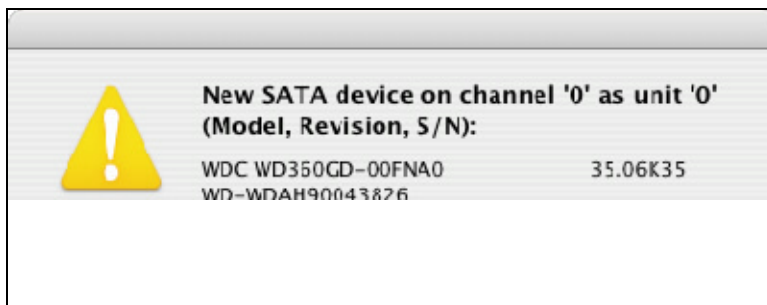 New SATA device on channel '0' as unit '0'
(Model, Revision, S/N):
WDC WD360GD-00FNA0 35.06K35
WD-WDAH90043826